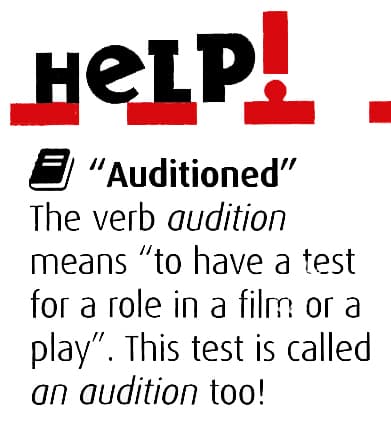 HeLP!
“Auditioned”
The verb audition
means “to have a test
for a role in a film or a
play”. This test is called
an audition too!